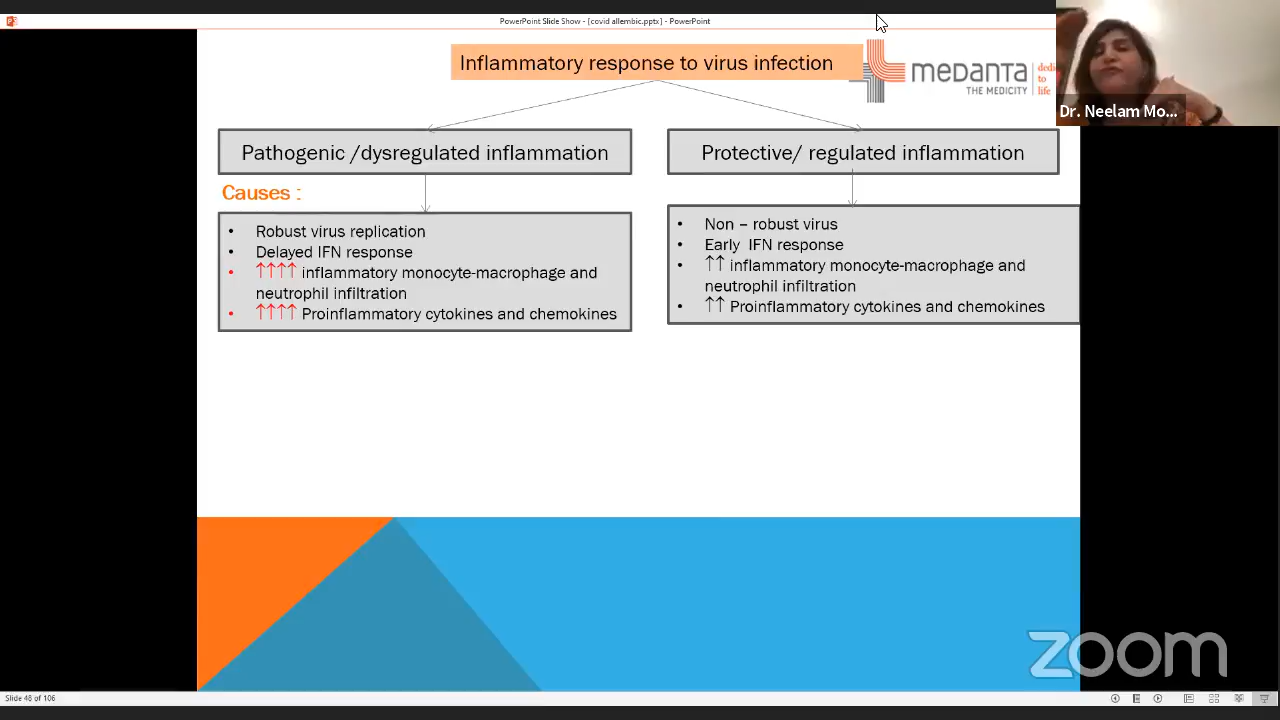 PowerPoint Slide Show - [covid allembic.pptx] - PowerPoint
Inflammatory response to virus infection
medanta
THE MEDICITY
dedi
to
life
Dr. Neelam Mo...
Pathogenic /dysregulated inflammation
Causes :
• Robust virus replication
• Delayed IFN response
• ↑↑↑↑ inflammatory monocyte-macrophage and
neutrophil infiltration
• ↑↑↑↑ Proinflammatory cytokines and chemokines
Protective/ regulated inflammation
• Non – robust virus
• Early IFN response
• ↑↑ inflammatory monocyte-macrophage and
neutrophil infiltration
• ↑↑ Proinflammatory cytokines and chemokines
zoom
Slide 48 of 106